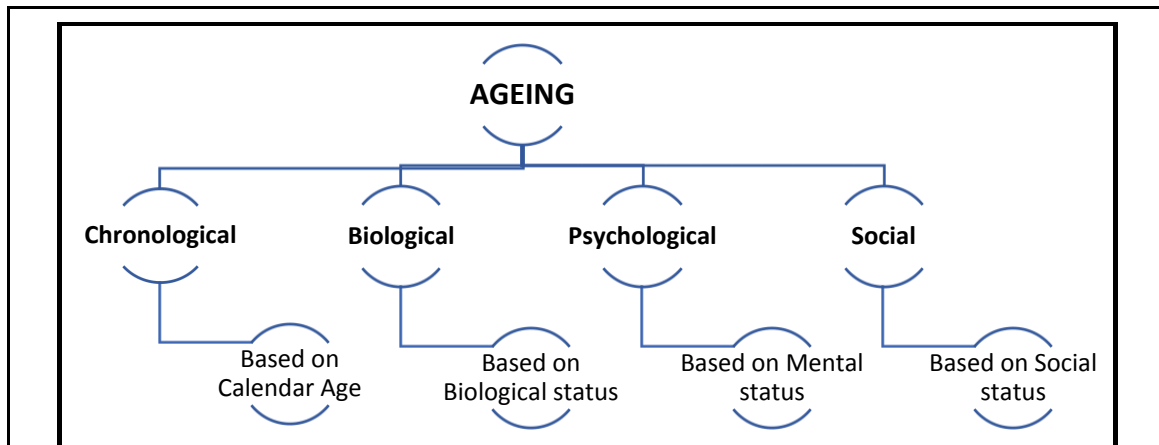 AGEING
Chronological
Biological
Psychological
Social
Based on
Calendar Age
Based on
Biological status
Based on Mental
status
Based on Social
status